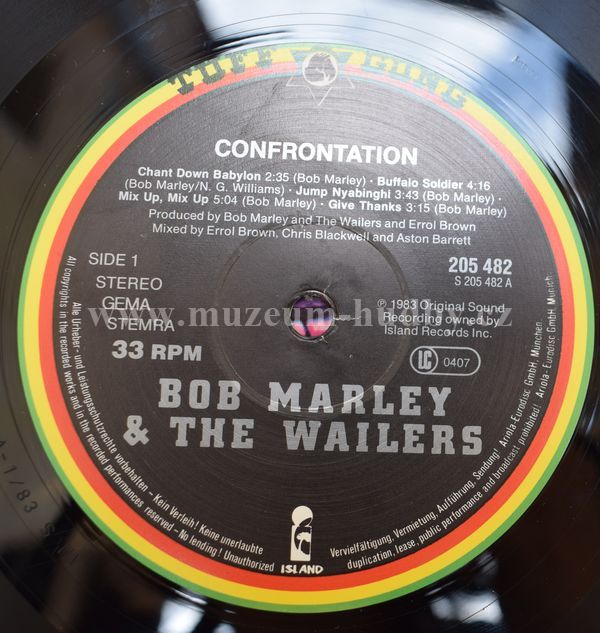 TUFF GONG
CONFRONTATION
Chant Down Babylon 2:35 (Bob Marley) · Buffalo Soldier 4:16
(Bob Marley/N. G. Williams) · Jump Nyabinghi 3:43 (Bob Marley) ·
Mix Up, Mix Up 5:04 (Bob Marley) · Give Thanks 3:15 (Bob Marley)
Produced by Bob Marley and The Wailers and Errol Brown
Mixed by Errol Brown, Chris Blackwell and Aston Barrett
SIDE 1
STEREO
GEMA
STEMRA
33 RPM
205 482
S 205 482 A
℗ 1983 Original Sound
Recording owned by
Island Records Inc.
LC 0407
www.muzeum-hudby.cz
BOB MARLEY
& THE WAILERS
ISLAND
Alle Urheber- und Leistungsschutzrechte vorbehalten – Kein Verleih! Keine unerlaubte
Vervielfältigung, Vermietung, Aufführung, Sendung! Ariola-Eurodisc GmbH, München.
All copyrights in the recorded works and in the recorded performances reserved – No lending! Unauthorized
duplication, lease, public performance and broadcast prohibited! Ariola-Eurodisc GmbH, Munich.